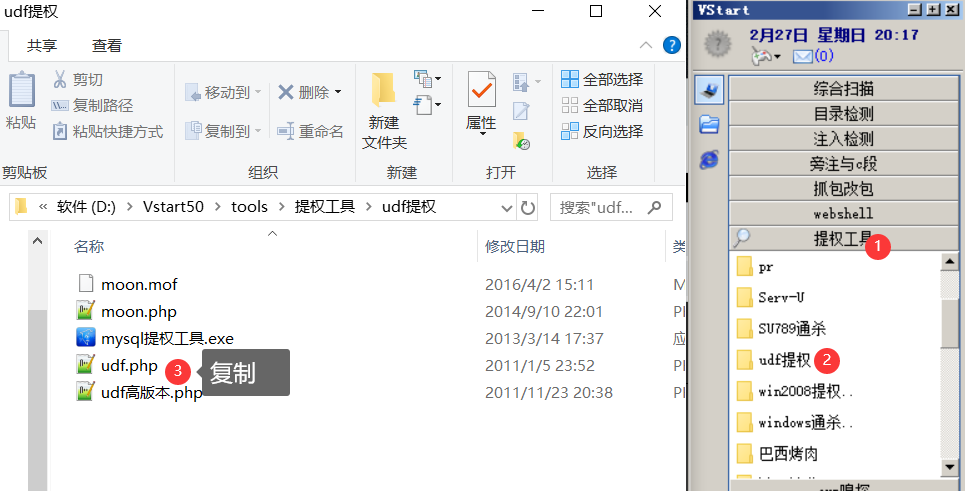 udf提权
共享 查看
粘贴
剪切
复制路径
粘贴快捷方式
剪贴板
移动到 删除
复制到 重命名
组织
新建
文件夹
新建
属性
打开
全部选择
全部取消
反向选择
选择
« 软件 (D:) > Vstart50 > tools > 提权工具 > udf提权
搜索"udf...
名称 修改日期 类
moon.mof 2016/4/2 15:11 M
moon.php 2014/9/10 22:01
mysql提权工具.exe 2013/3/14 17:37 应
udf.php 3 复制 2011/1/5 23:52
udf高版本.php 2011/11/23 20:38
VStart
2月27日 星期日 20:17
(0)
综合扫描
目录检测
注入检测
旁注与c段
抓包改包
webshell
提权工具 1
pr
Serv-U
SU789通杀
udf提权 2
win2008提权..
windows通杀..
巴西烤肉